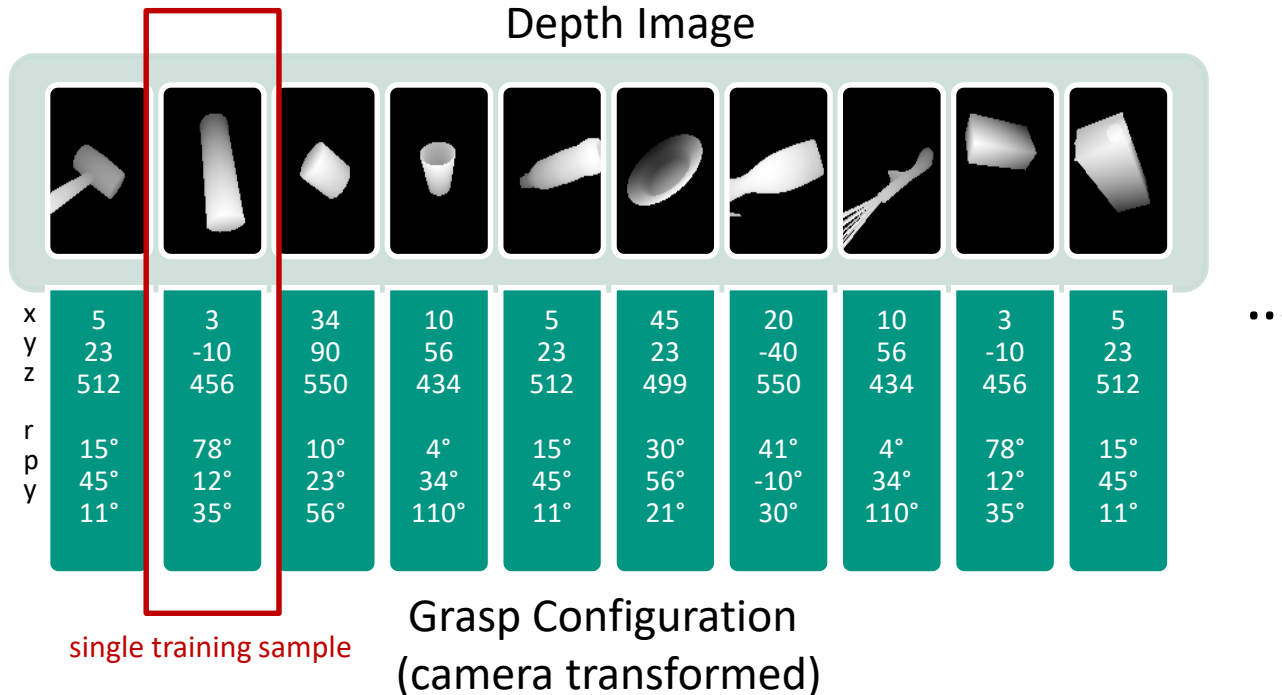 Depth Image
x 5 3 34 10 5 45 20 10 3 5
y 23 -10 90 56 23 23 -40 56 -10 23
z 512 456 550 434 512 499 550 434 456 512
...
r 15° 78° 10° 4° 15° 30° 41° 4° 78° 15°
p 45° 12° 23° 34° 45° 56° -10° 34° 12° 45°
y 11° 35° 56° 110° 11° 21° 30° 110° 35° 11°
single training sample
Grasp Configuration
(camera transformed)